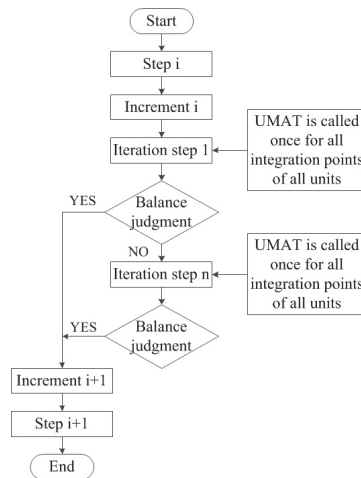 Start
Step i
Increment i
Iteration step 1
UMAT is called
once for all
integration points
of all units
YES
Balance
judgment
NO
Iteration step n
UMAT is called
once for all
integration points
of all units
YES
Balance
judgment
Increment i+1
Step i+1
End